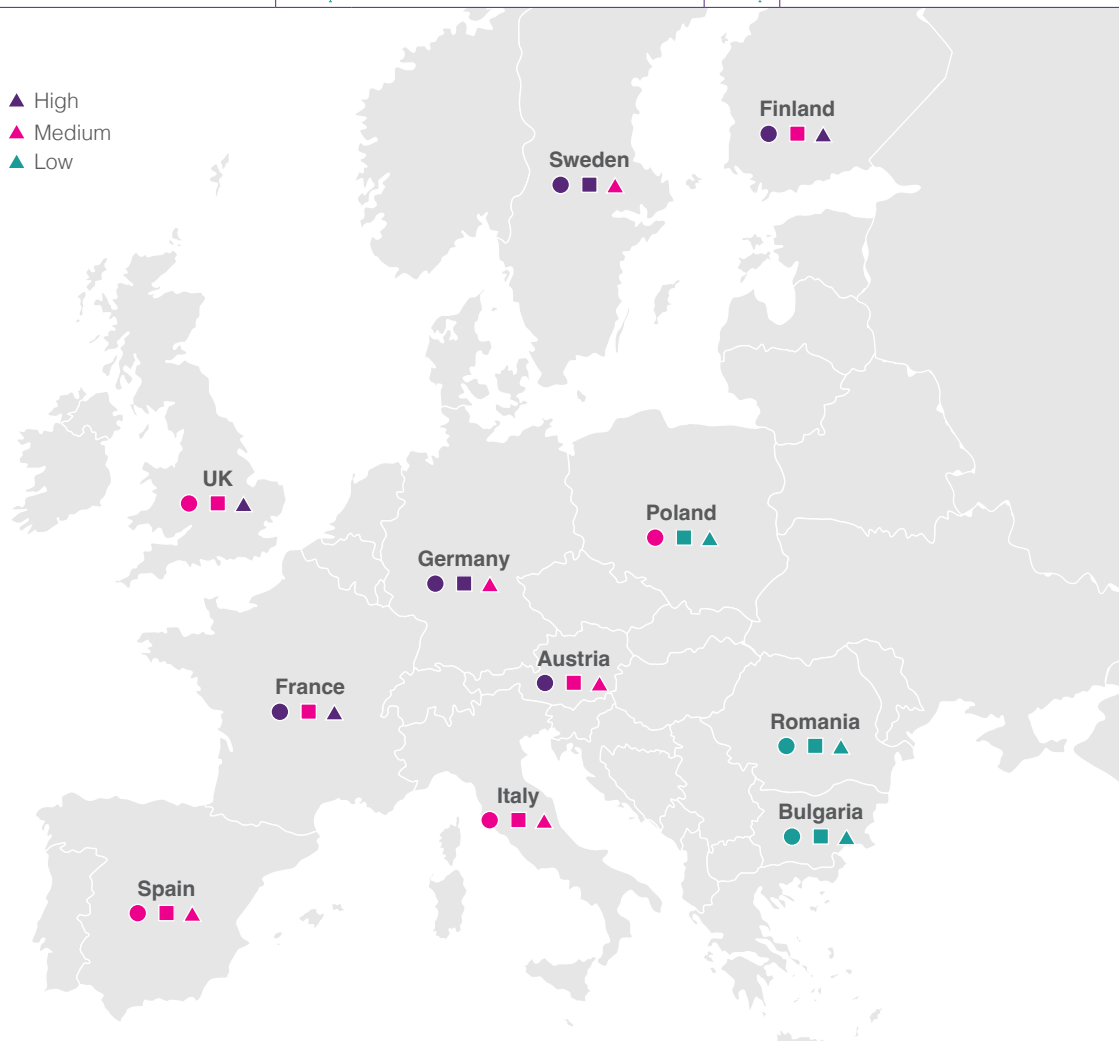 High
Medium
Low
Finland
Sweden
UK
Poland
Germany
Austria
France
Romania
Italy
Bulgaria
Spain